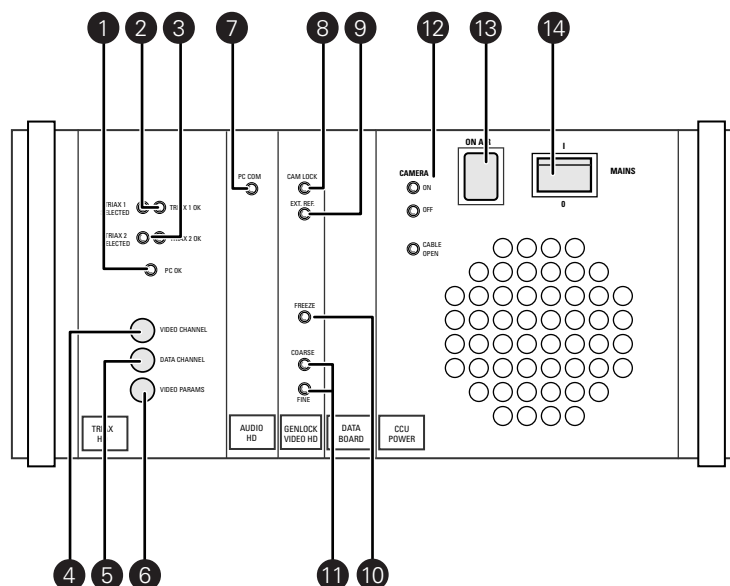 1 2 3 7 8 9 12 13 14
ON AIR
I
MAINS
0
PC COM
CAM LOCK
CAMERA
ON
EXT. REF.
OFF
TRIAX 1
SELECTED
TRIAX 1 OK
TRIAX 2
SELECTED
TRIAX 2 OK
CABLE
OPEN
PC OK
FREEZE
VIDEO CHANNEL
COARSE
DATA CHANNEL
VIDEO PARAMS
FINE
TRIAX
AUDIO
HD
GENLOCK
VIDEO HD
DATA
BOARD
CCU
POWER
4 5 6 11 10